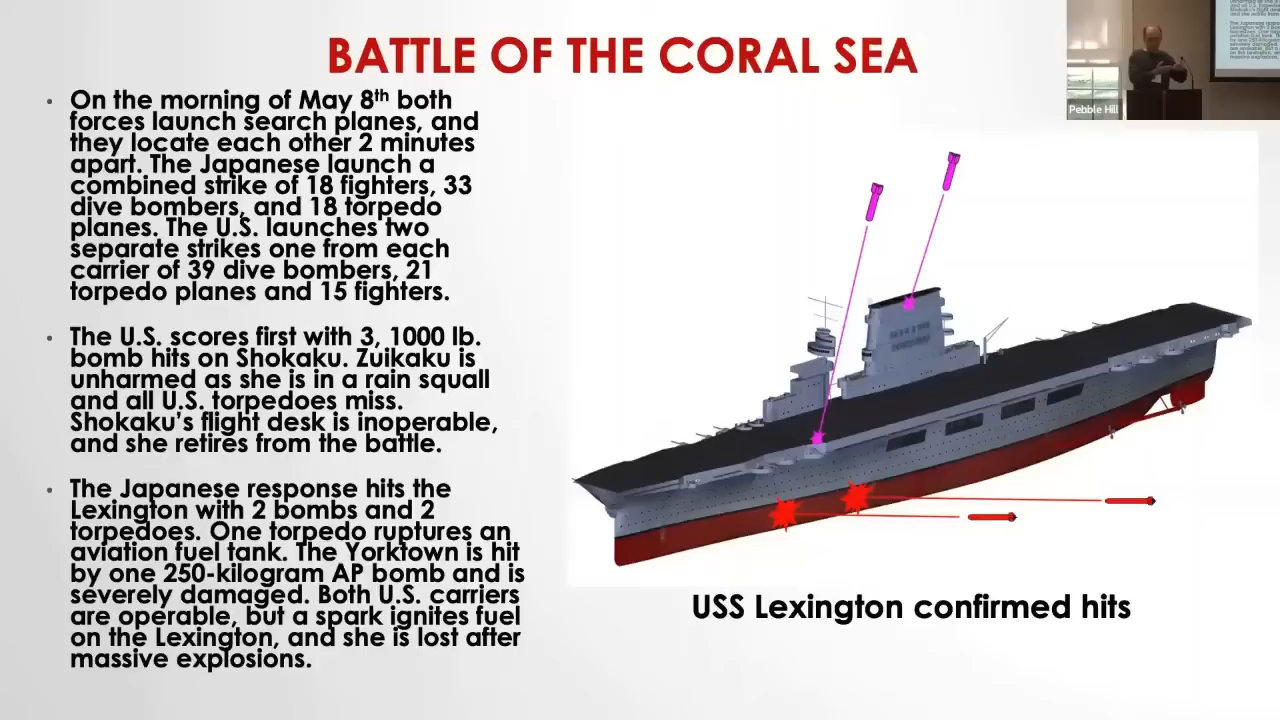 BATTLE OF THE CORAL SEA
• On the morning of May 8th both
forces launch search planes, and
they locate each other 2 minutes
apart. The Japanese launch a
combined strike of 18 fighters, 33
dive bombers, and 18 torpedo
planes. The U.S. launches two
separate strikes one from each
carrier of 39 dive bombers, 21
torpedo planes and 15 fighters.
• The U.S. scores first with 3, 1000 lb.
bomb hits on Shokaku. Zuikaku is
unharmed as she is in a rain squall
and all U.S. torpedoes miss.
Shokaku's flight desk is inoperable,
and she retires from the battle.
• The Japanese response hits the
Lexington with 2 bombs and 2
torpedoes. One torpedo ruptures an
aviation fuel tank. The Yorktown is hit
by one 250-kilogram AP bomb and is
severely damaged. Both U.S. carriers
are operable, but a spark ignites fuel
on the Lexington, and she is lost after
massive explosions.
USS Lexington confirmed hits
Pebble Hill